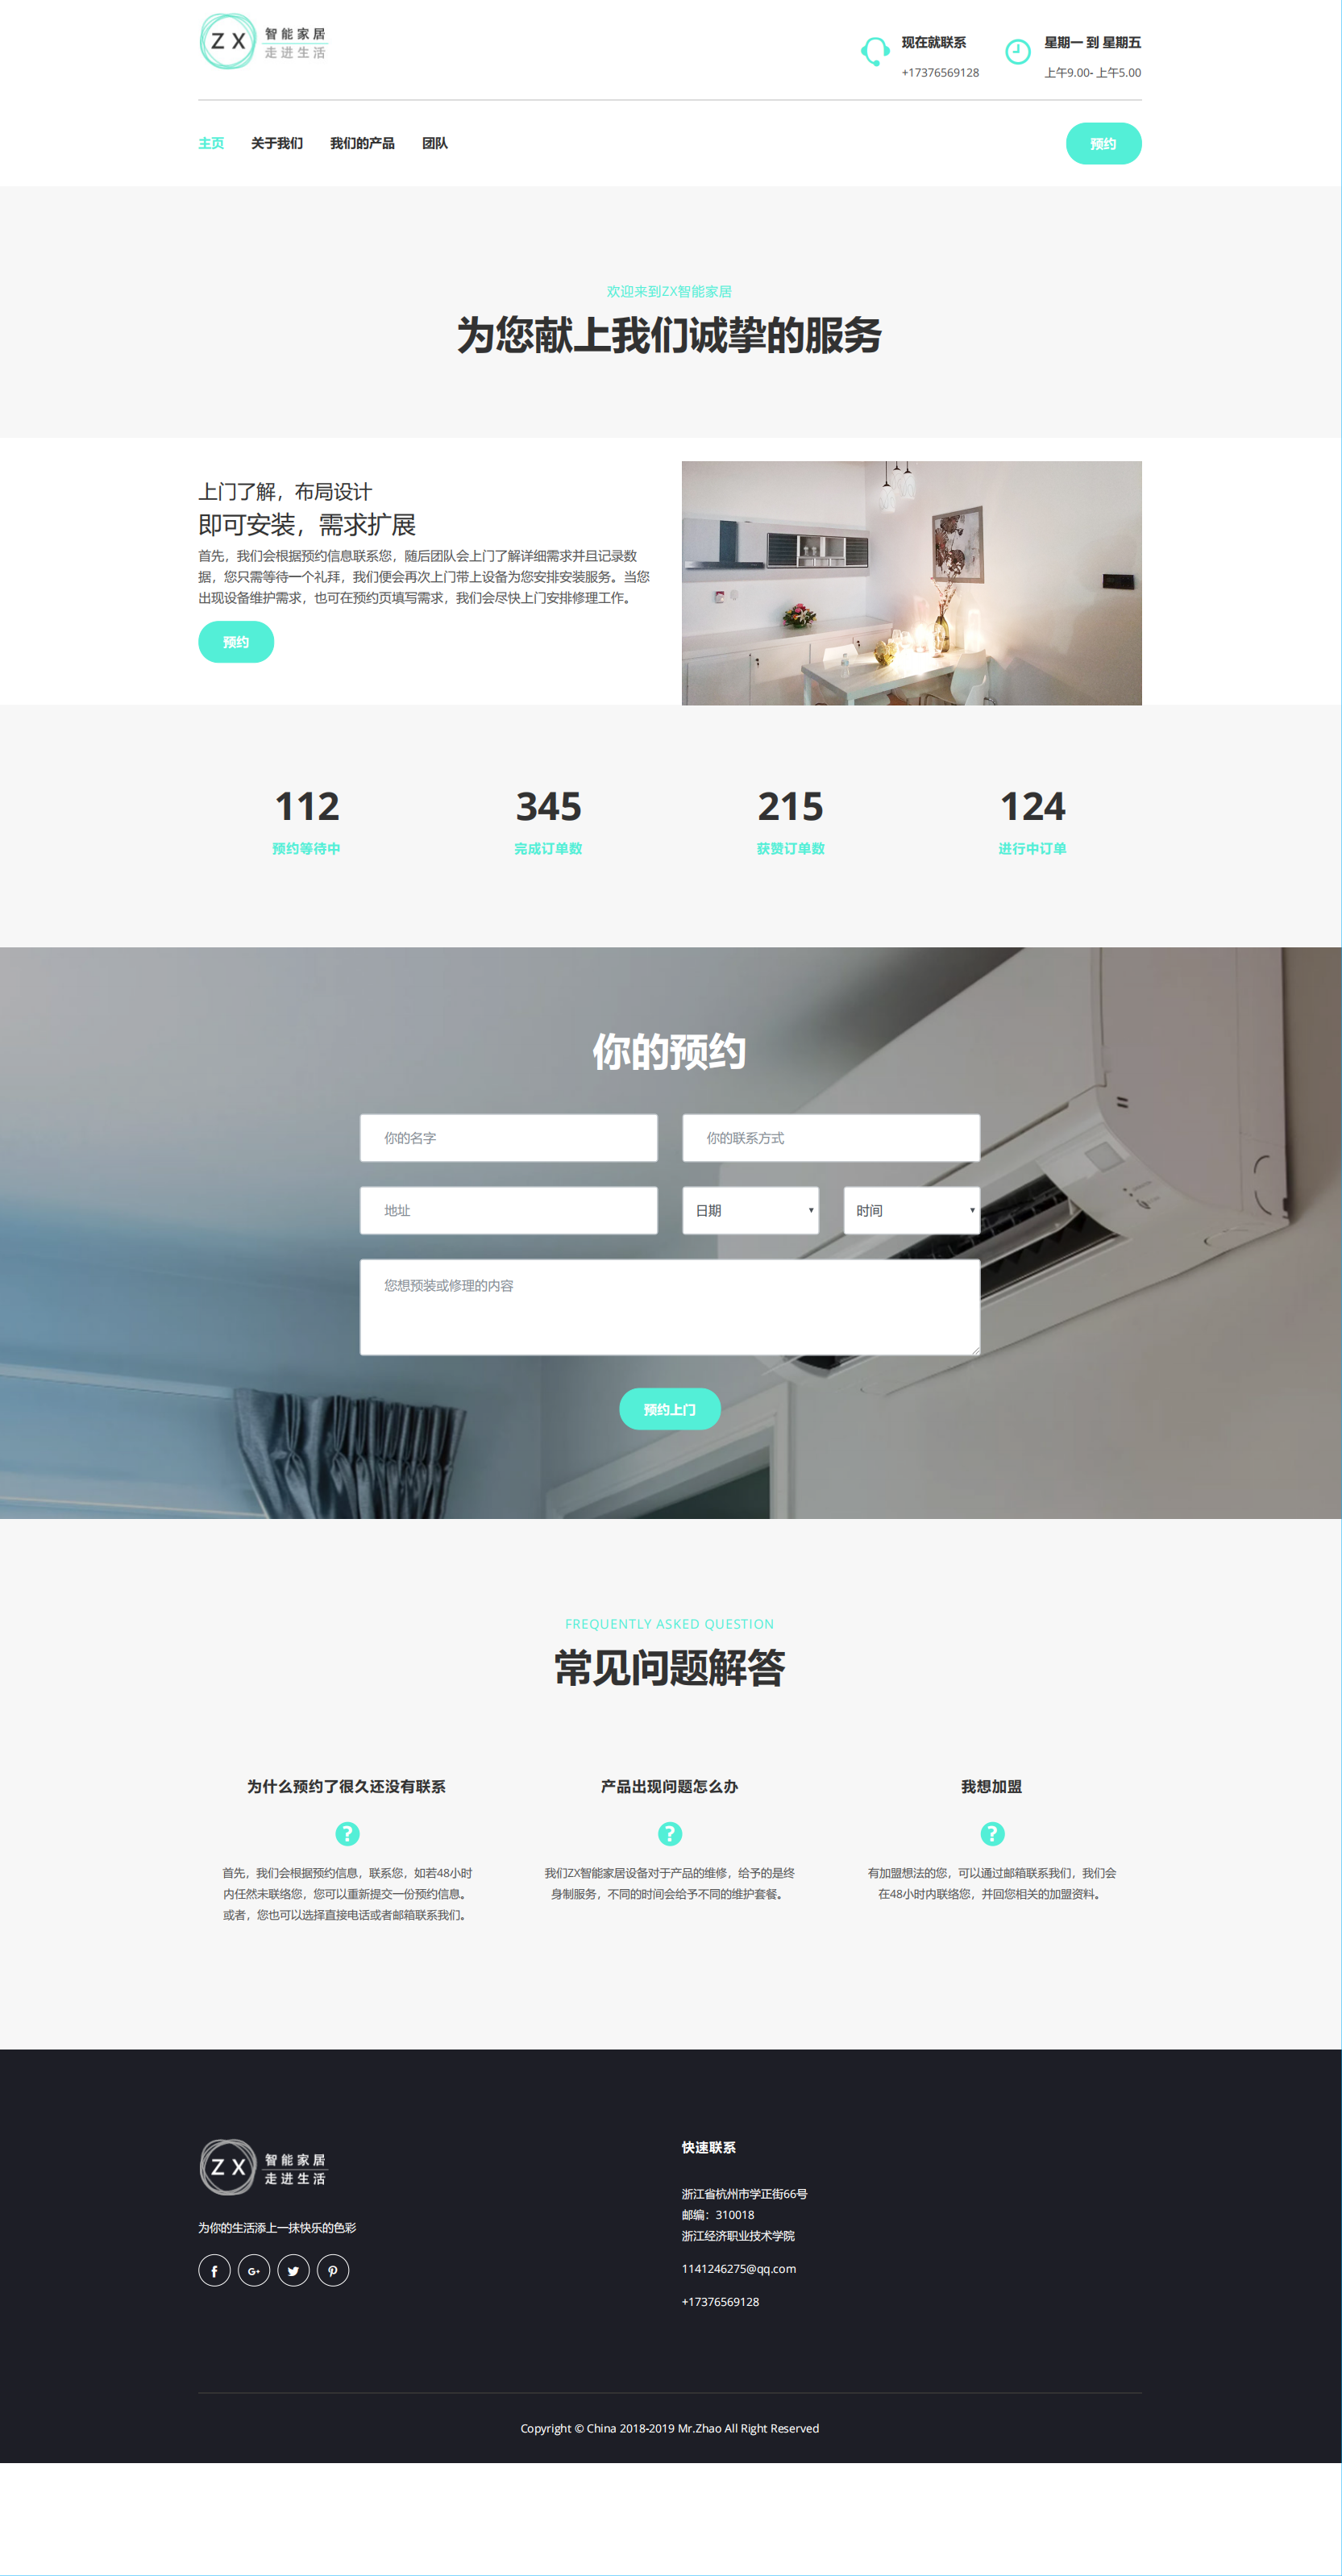 ZX
智能家居
走进生活
现在就联系
+17376569128
星期一 到 星期五
上午9.00- 上午5.00
主页
关于我们
我们的产品
团队
预约
欢迎来到ZX智能家居
为您献上我们诚挚的服务
上门了解，布局设计
即可安装，需求扩展
首先，我们会根据预约信息联系您，随后团队会上门了解详细需求并且记录数
据，您只需等待一个礼拜，我们便会再次上门带上设备为您安排安装服务。当您
出现设备维护需求，也可在预约页填写需求，我们会尽快上门安排修理工作。
预约
112
预约等待中
345
完成订单数
215
获赞订单数
124
进行中订单
你的预约
你的名字
你的联系方式
地址
日期
时间
您想预装或修理的内容
预约上门
FREQUENTLY ASKED QUESTION
常见问题解答
为什么预约了很久还没有联系
?
首先，我们会根据预约信息，联系您，如若48小时
内任然未联络您，您可以重新提交一份预约信息。
或者，您也可以选择直接电话或者邮箱联系我们。
产品出现问题怎么办
?
我们ZX智能家居设备对于产品的维修，给予的是终
身制服务，不同的时间会给予不同的维护套餐。
我想加盟
?
有加盟想法的您，可以通过邮箱联系我们，我们会
在48小时内联络您，并回您相关的加盟资料。
ZX
智能家居
走进生活
为你的生活添上一抹快乐的色彩
快速联系
浙江省杭州市学正街66号
邮编：310018
浙江经济职业技术学院
1141246275@qq.com
+17376569128
Copyright © China 2018-2019 Mr.Zhao All Right Reserved